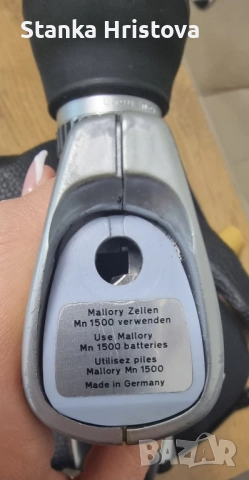 Stanka Hristova
Mallory Zellen
Mn 1500 verwenden
Use Mallory
Mn 1500 batteries
Utilisez piles
Mallory Mn 1500
Made in Germany
BAZAR